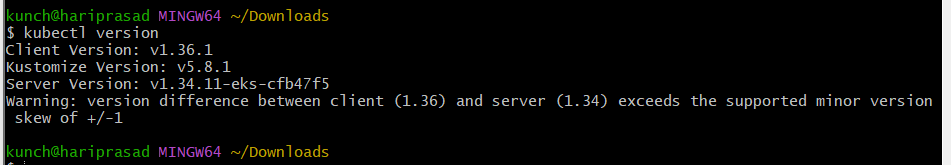 kunch@hariprasad MINGW64 ~/Downloads
$ kubectl version
Client Version: v1.36.1
Kustomize Version: v5.8.1
Server Version: v1.34.11-eks-cfb47f5
Warning: version difference between client (1.36) and server (1.34) exceeds the supported minor version
 skew of +/-1

kunch@hariprasad MINGW64 ~/Downloads
$